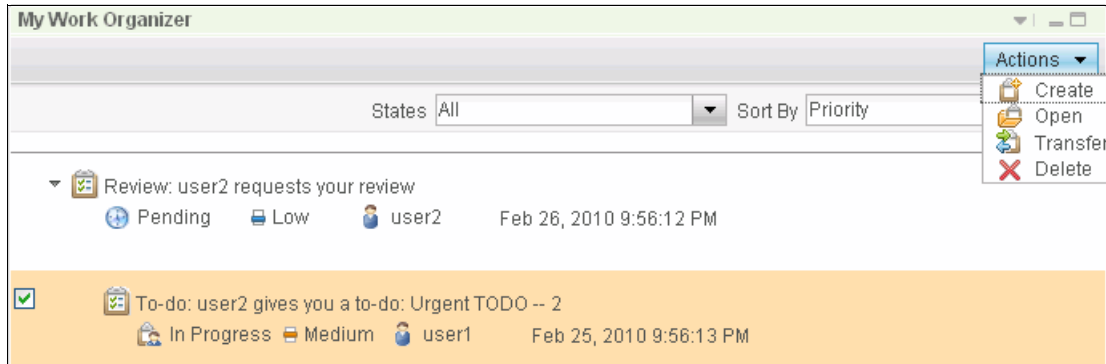 My Work Organizer
Actions
States All Sort By Priority
Create
Open
Transfer
Delete
Review: user2 requests your review
Pending Low user2 Feb 26, 2010 9:56:12 PM
To-do: user2 gives you a to-do: Urgent TODO -- 2
In Progress Medium user1 Feb 25, 2010 9:56:13 PM